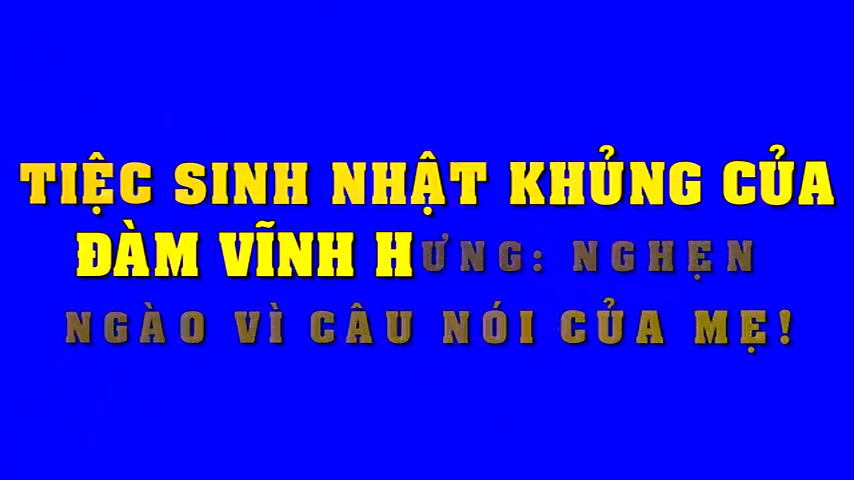 TIỆC SINH NHẬT KHỦNG CỦA
ĐÀM VĨNH HƯNG: NGHẸN
NGÀO VÌ CÂU NÓI CỦA MẸ!